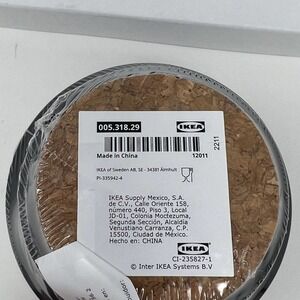 005.318.29
IKEA
Made in China
12011
2211
IKEA of Sweden AB, SE - 34381 Älmhult
PI-335942-4
IKEA Supply Mexico, S.A.
de C.V., Calle Oriente 158,
número 440, Piso 3, Local
JD-01, Colonia Moctezuma,
Segunda Sección, Alcaldía
Venustiano Carranza, C.P.
15500, Ciudad de México.
Hecho en: CHINA
IKEA
CI-235827-1
© Inter IKEA Systems B.V